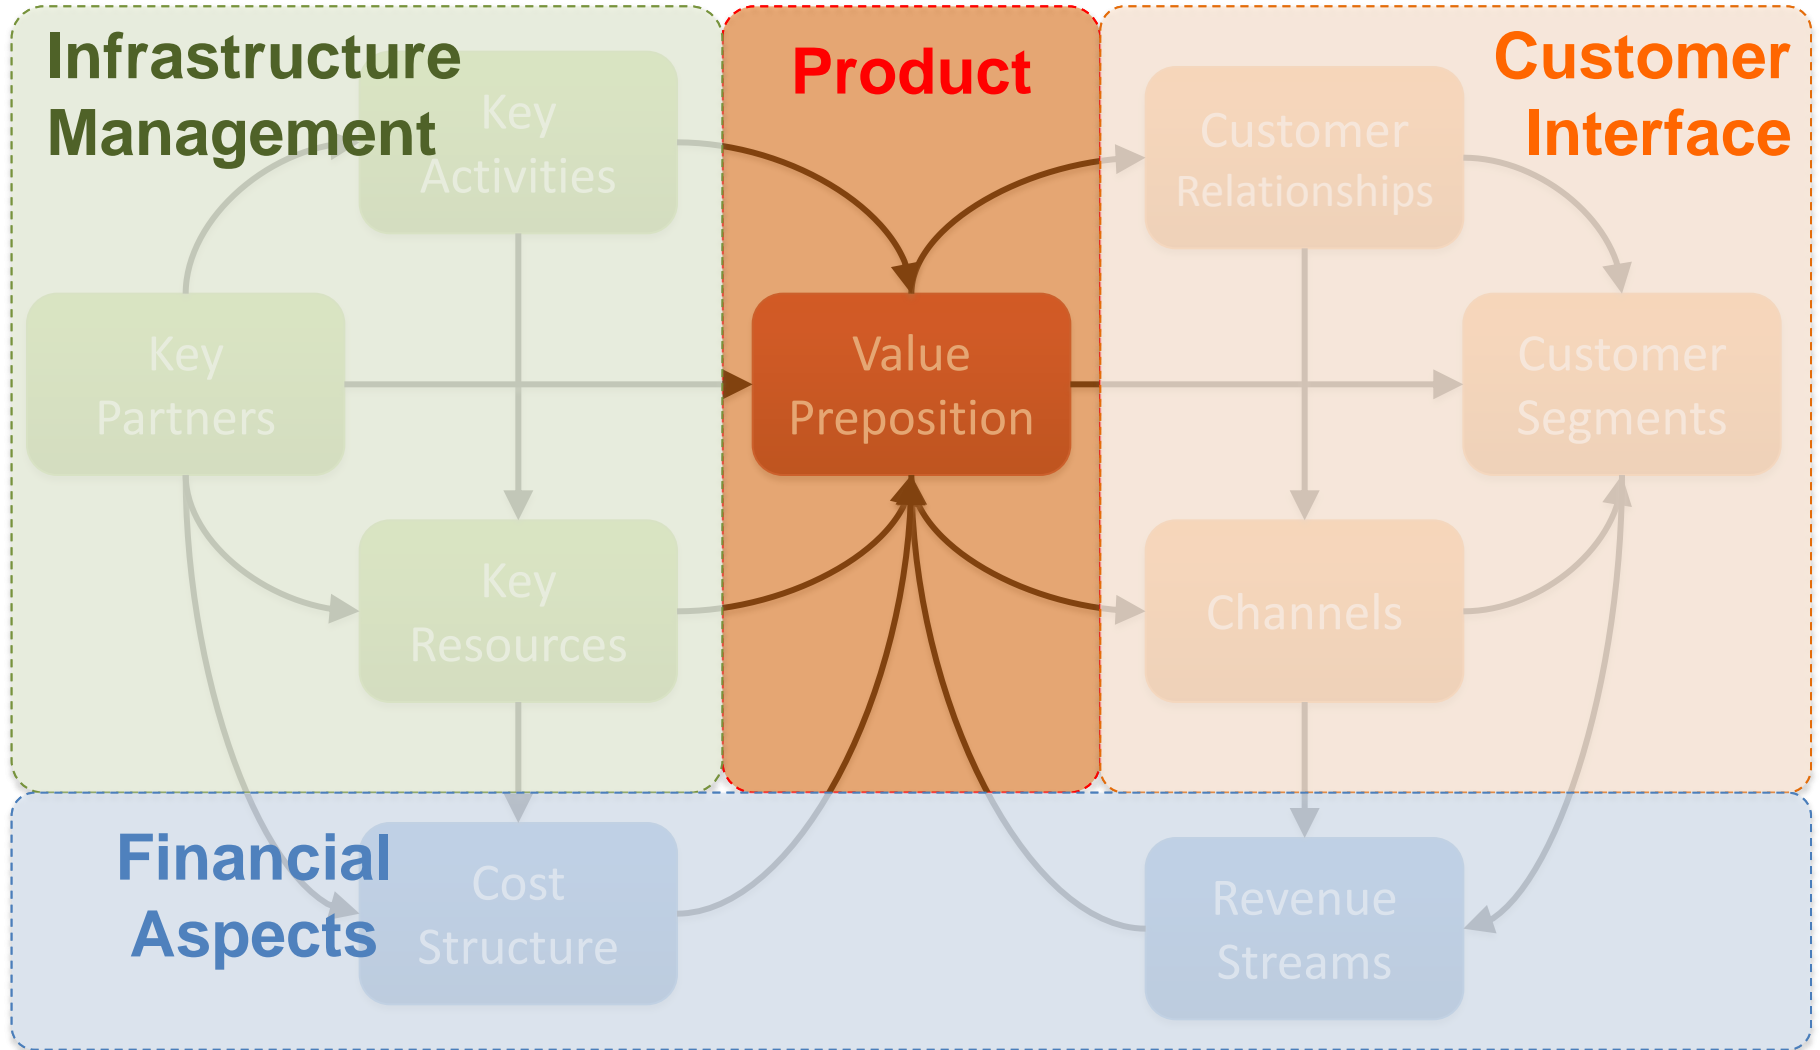 Infrastructure
Management
Key
Activities
Key
Partners
Key
Resources
Product
Value
Preposition
Customer
Interface
Customer
Relationships
Customer
Segments
Channels
Financial
Aspects
Cost
Structure
Revenue
Streams